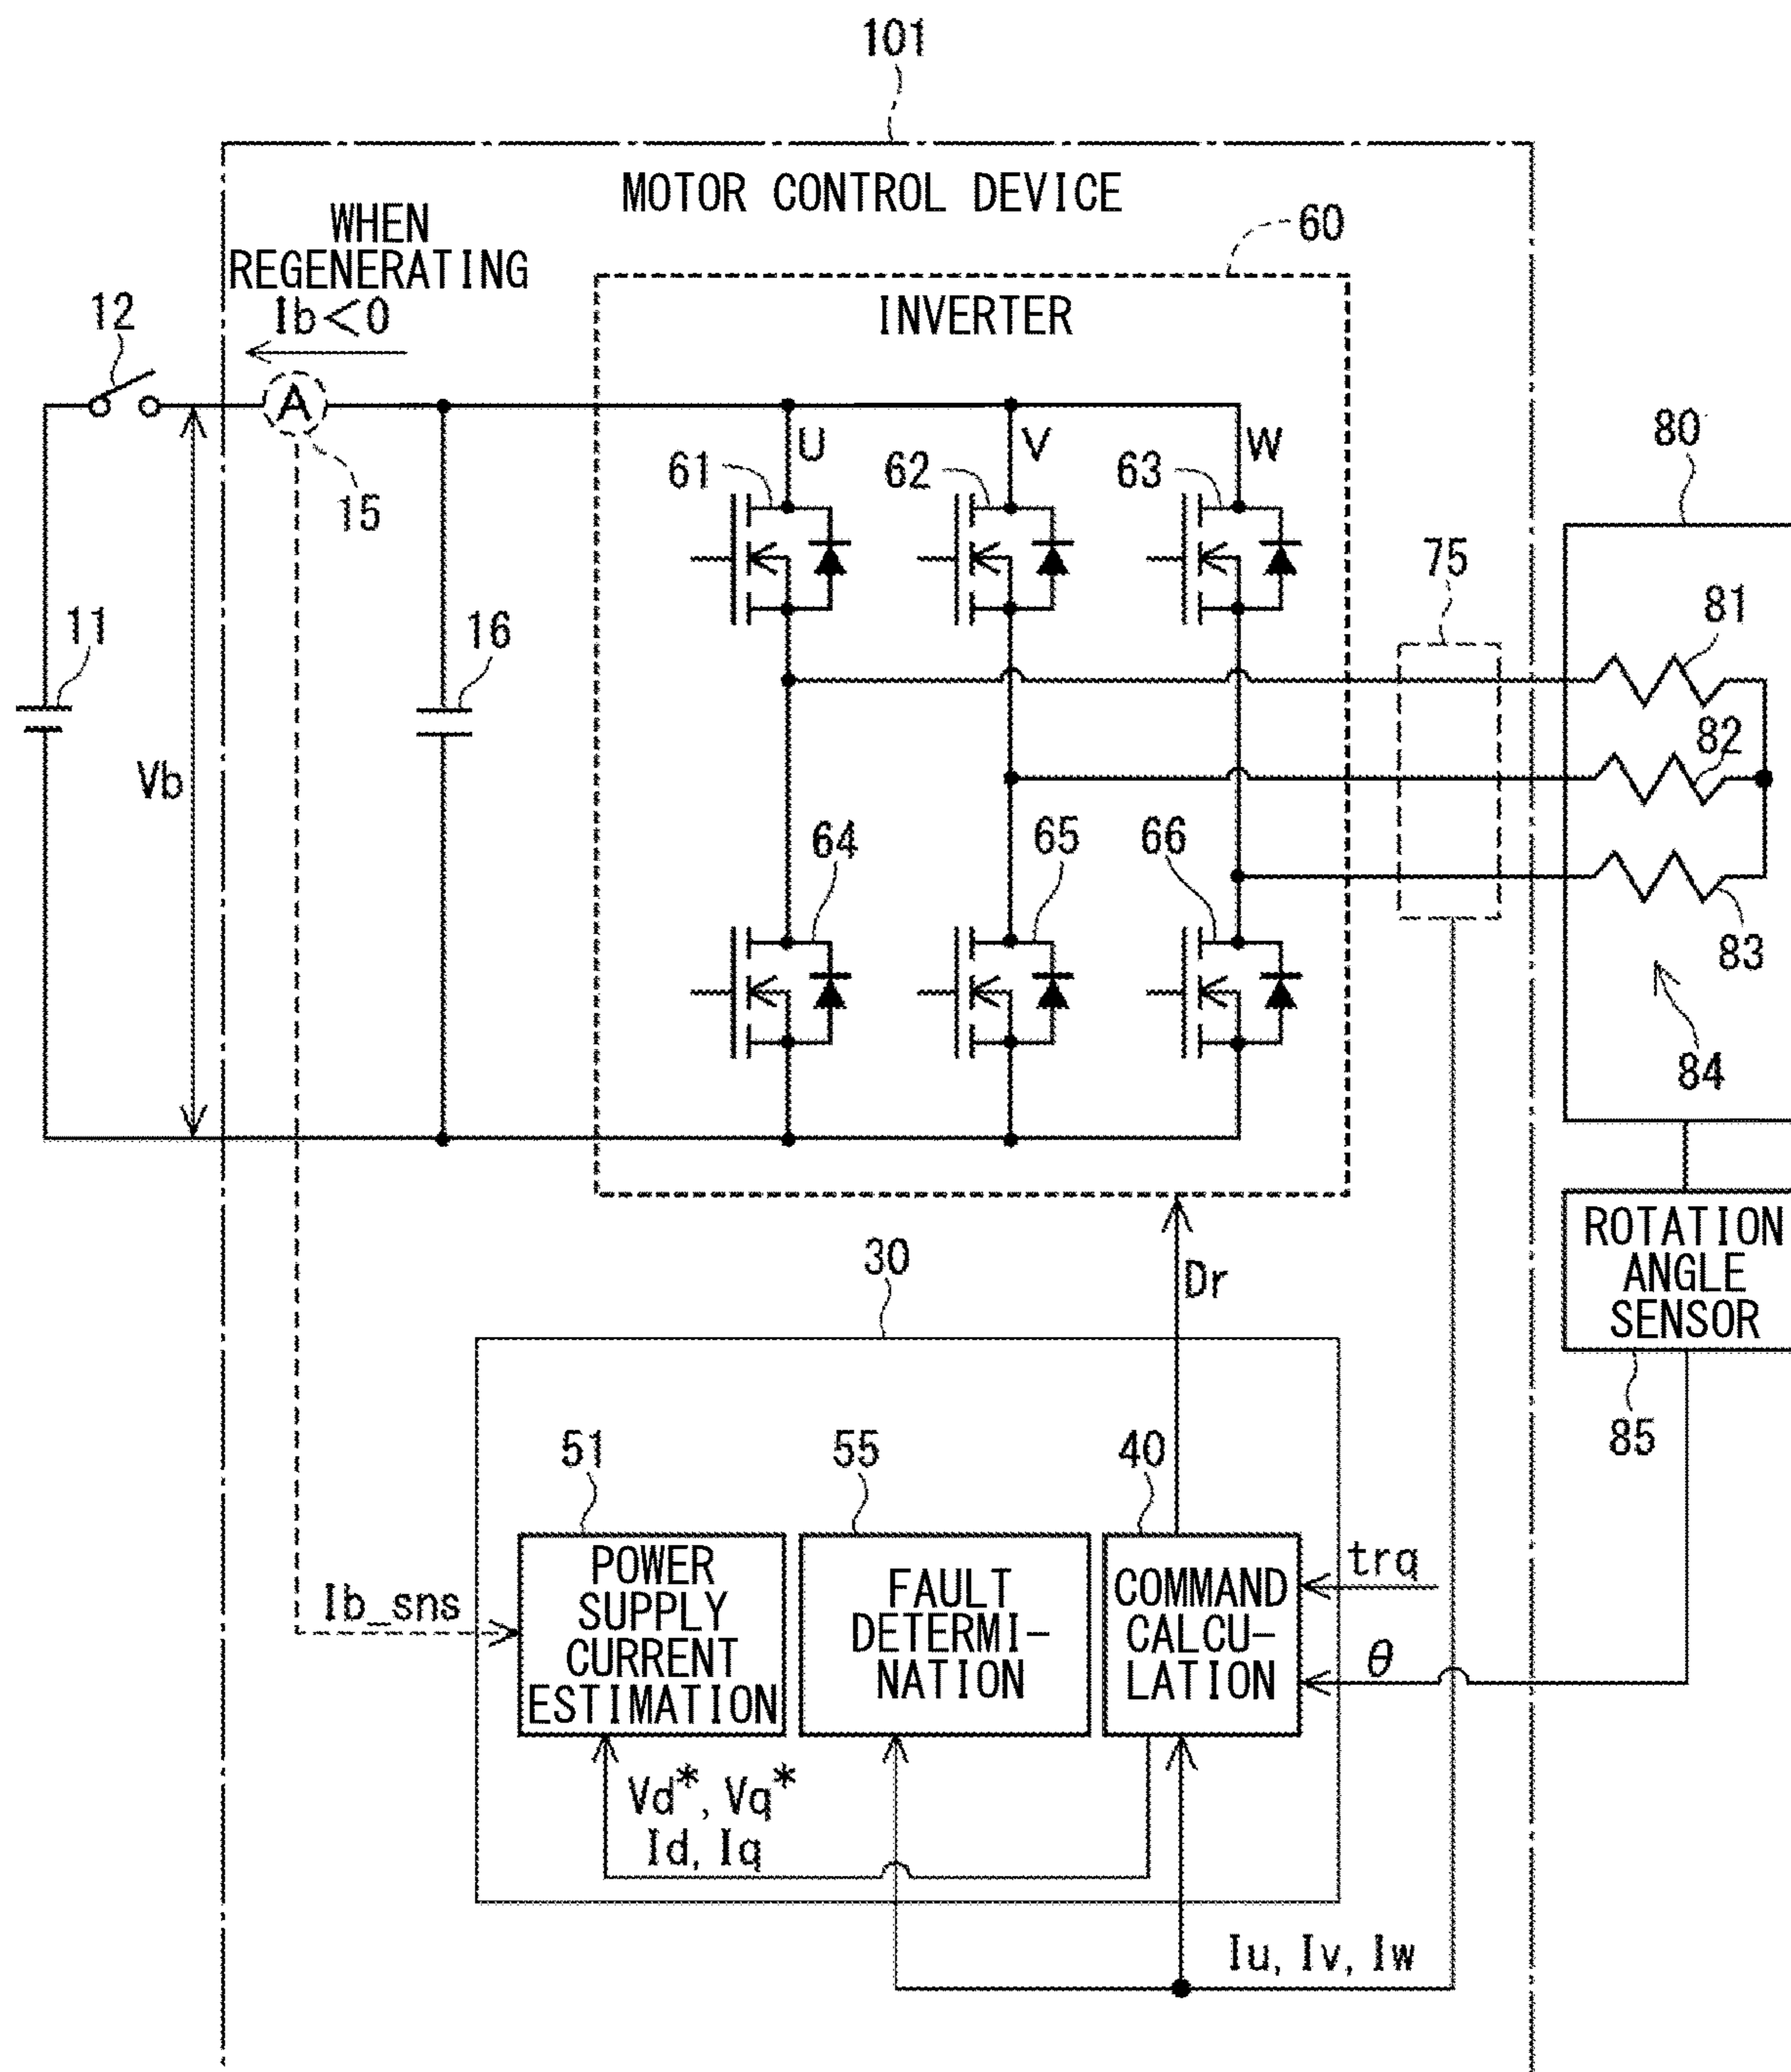 101
MOTOR CONTROL DEVICE
WHEN
REGENERATING
Ib<0
60
INVERTER
12
A
15
U
V
W
61
62
63
80
75
81
11
16
82
Vb
64
65
66
83
84
ROTATION
ANGLE
SENSOR
85
30
Dr
51
55
40
POWER
SUPPLY
CURRENT
ESTIMATION
FAULT
DETERMI-
NATION
COMMAND
CALCU-
LATION
trq
θ
Ib_sns
Vd*, Vq*
Id, Iq
Iu, Iv, Iw